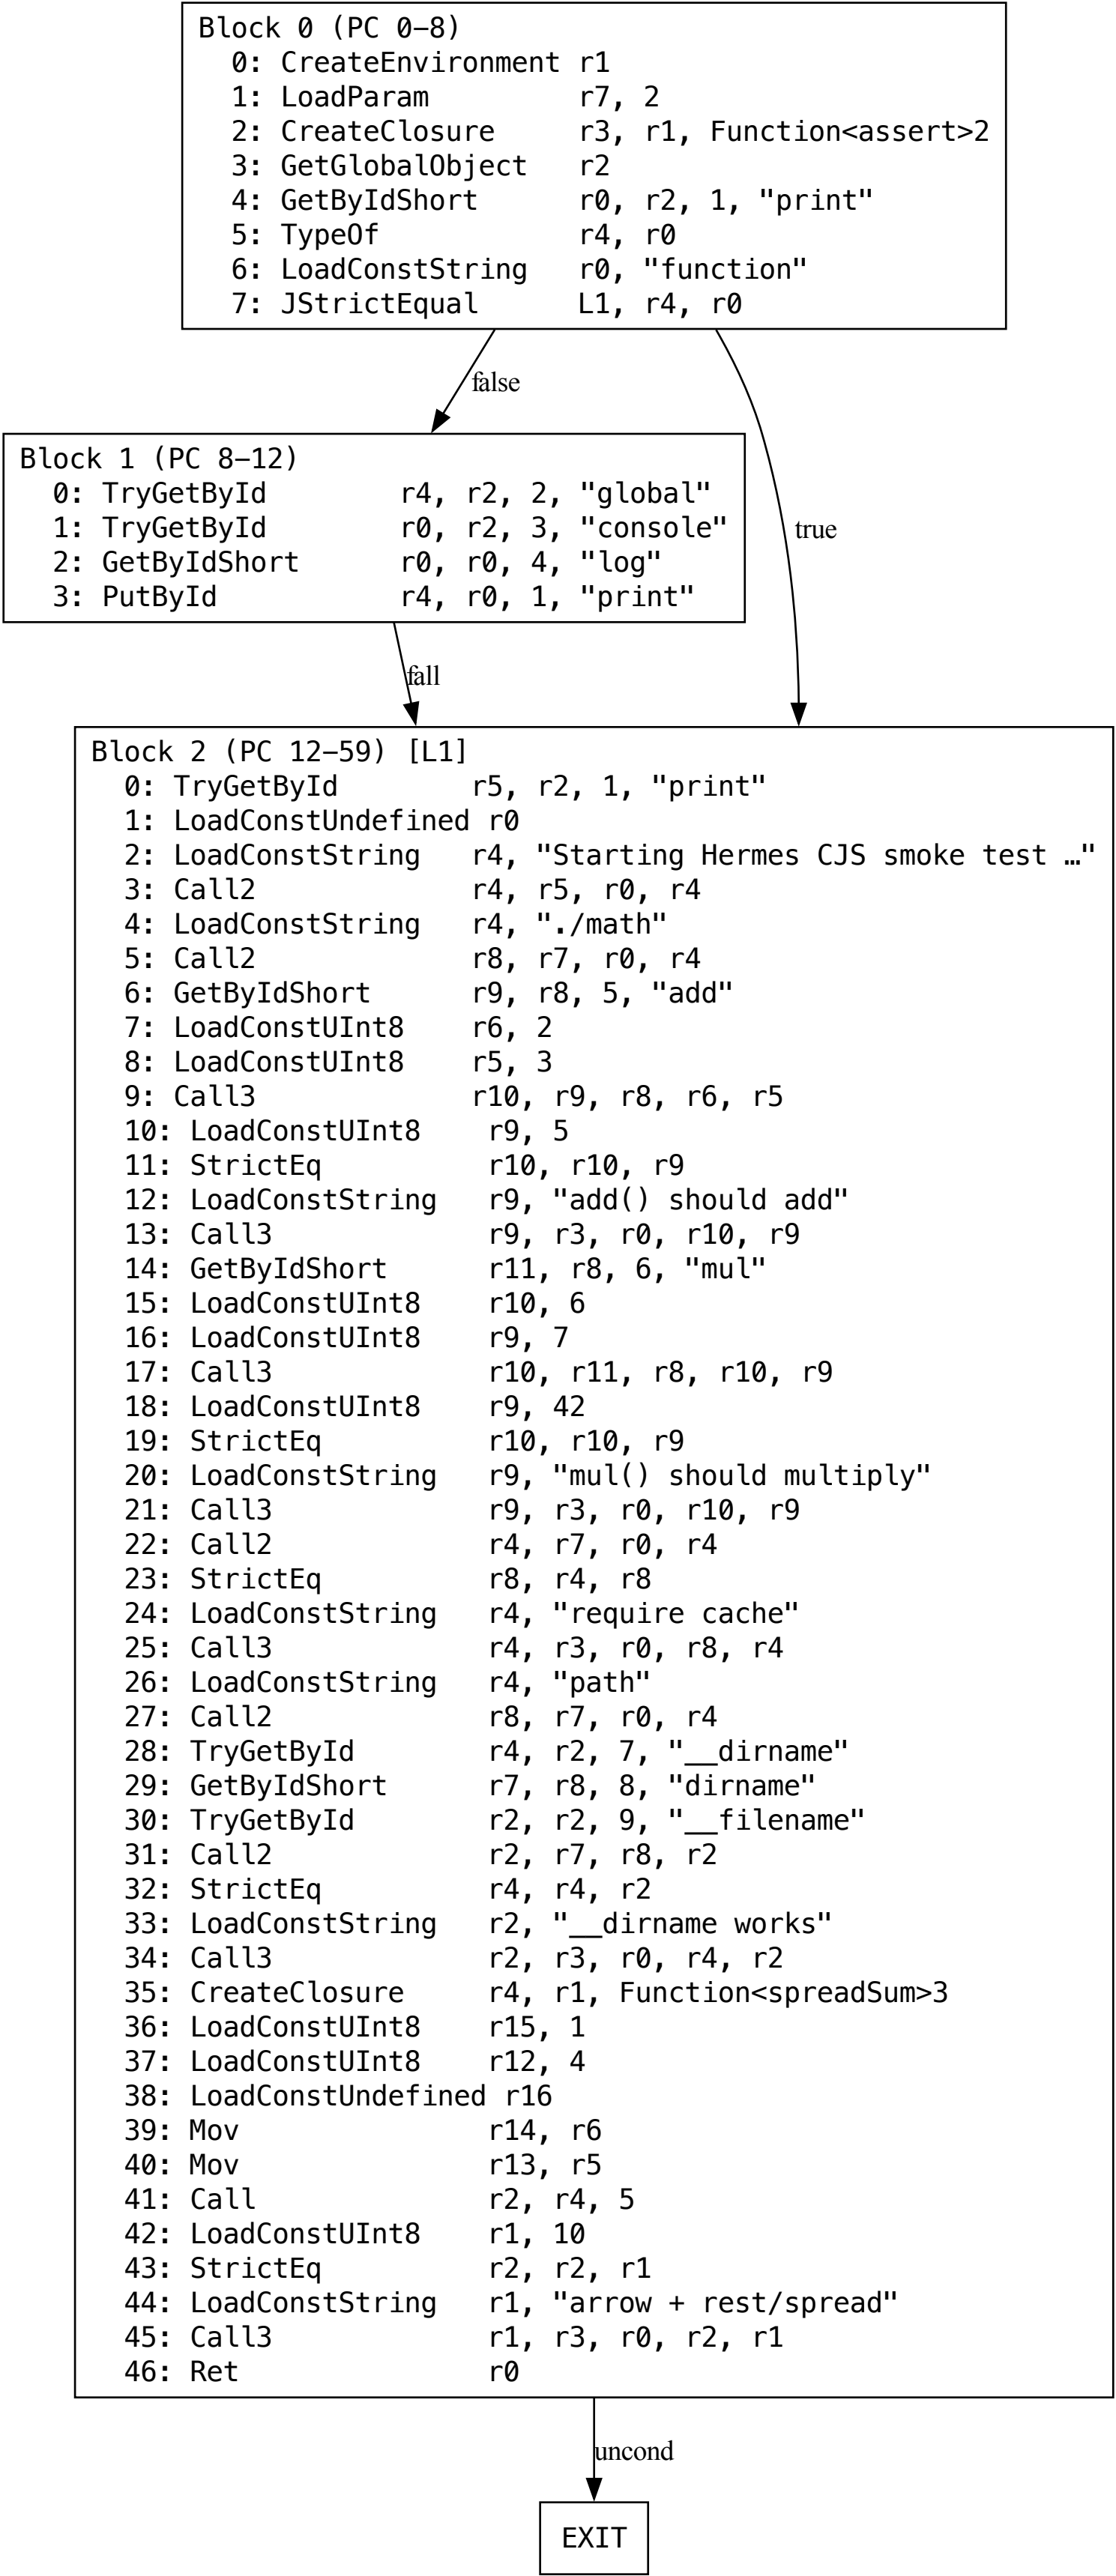 Block 0 (PC 0–8)
0: CreateEnvironment r1
1: LoadParam r7, 2
2: CreateClosure r3, r1, Function<assert>2
3: GetGlobalObject r2
4: GetByIdShort r0, r2, 1, "print"
5: TypeOf r4, r0
6: LoadConstString r0, "function"
7: JStrictEqual L1, r4, r0
false
true
Block 1 (PC 8–12)
0: TryGetById r4, r2, 2, "global"
1: TryGetById r0, r2, 3, "console"
2: GetByIdShort r0, r0, 4, "log"
3: PutById r4, r0, 1, "print"
fall
Block 2 (PC 12–59) [L1]
0: TryGetById r5, r2, 1, "print"
1: LoadConstUndefined r0
2: LoadConstString r4, "Starting Hermes CJS smoke test …"
3: Call2 r4, r5, r0, r4
4: LoadConstString r4, "./math"
5: Call2 r8, r7, r0, r4
6: GetByIdShort r9, r8, 5, "add"
7: LoadConstUInt8 r6, 2
8: LoadConstUInt8 r5, 3
9: Call3 r10, r9, r8, r6, r5
10: LoadConstUInt8 r9, 5
11: StrictEq r10, r10, r9
12: LoadConstString r9, "add() should add"
13: Call3 r9, r3, r0, r10, r9
14: GetByIdShort r11, r8, 6, "mul"
15: LoadConstUInt8 r10, 6
16: LoadConstUInt8 r9, 7
17: Call3 r10, r11, r8, r10, r9
18: LoadConstUInt8 r9, 42
19: StrictEq r10, r10, r9
20: LoadConstString r9, "mul() should multiply"
21: Call3 r9, r3, r0, r10, r9
22: Call2 r4, r7, r0, r4
23: StrictEq r8, r4, r8
24: LoadConstString r4, "require cache"
25: Call3 r4, r3, r0, r8, r4
26: LoadConstString r4, "path"
27: Call2 r8, r7, r0, r4
28: TryGetById r4, r2, 7, "__dirname"
29: GetByIdShort r7, r8, 8, "dirname"
30: TryGetById r2, r2, 9, "__filename"
31: Call2 r2, r7, r8, r2
32: StrictEq r4, r4, r2
33: LoadConstString r2, "__dirname works"
34: Call3 r2, r3, r0, r4, r2
35: CreateClosure r4, r1, Function<spreadSum>3
36: LoadConstUInt8 r15, 1
37: LoadConstUInt8 r12, 4
38: LoadConstUndefined r16
39: Mov r14, r6
40: Mov r13, r5
41: Call r2, r4, 5
42: LoadConstUInt8 r1, 10
43: StrictEq r2, r2, r1
44: LoadConstString r1, "arrow + rest/spread"
45: Call3 r1, r3, r0, r2, r1
46: Ret r0
uncond
EXIT